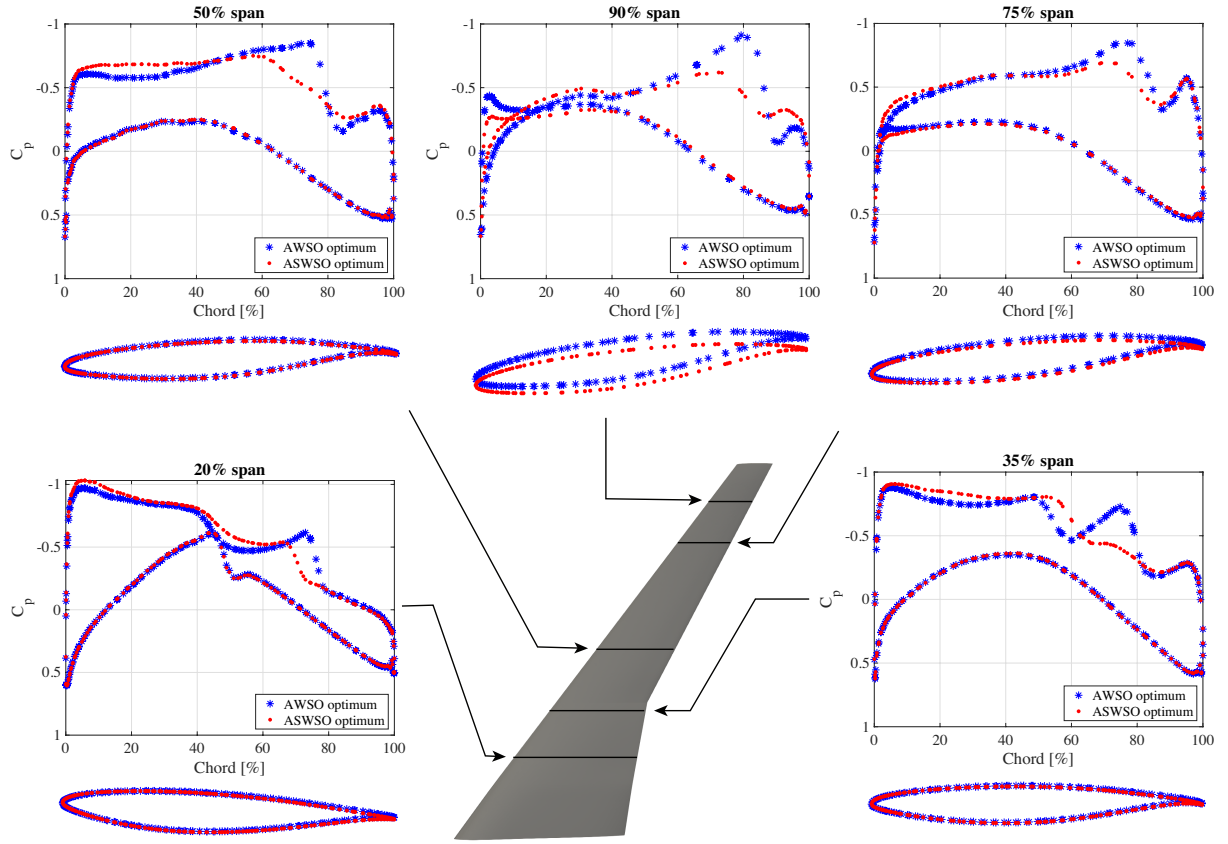 50% span
-1
-0.5
0
0.5
1
C_p
0 20 40 60 80 100
Chord [%]
AWSO optimum
ASWSO optimum
90% span
-1
-0.5
0
0.5
1
C_p
0 20 40 60 80 100
Chord [%]
AWSO optimum
ASWSO optimum
75% span
-1
-0.5
0
0.5
1
C_p
0 20 40 60 80 100
Chord [%]
AWSO optimum
ASWSO optimum
20% span
-1
-0.5
0
0.5
1
C_p
0 20 40 60 80 100
Chord [%]
AWSO optimum
ASWSO optimum
35% span
-1
-0.5
0
0.5
1
C_p
0 20 40 60 80 100
Chord [%]
AWSO optimum
ASWSO optimum